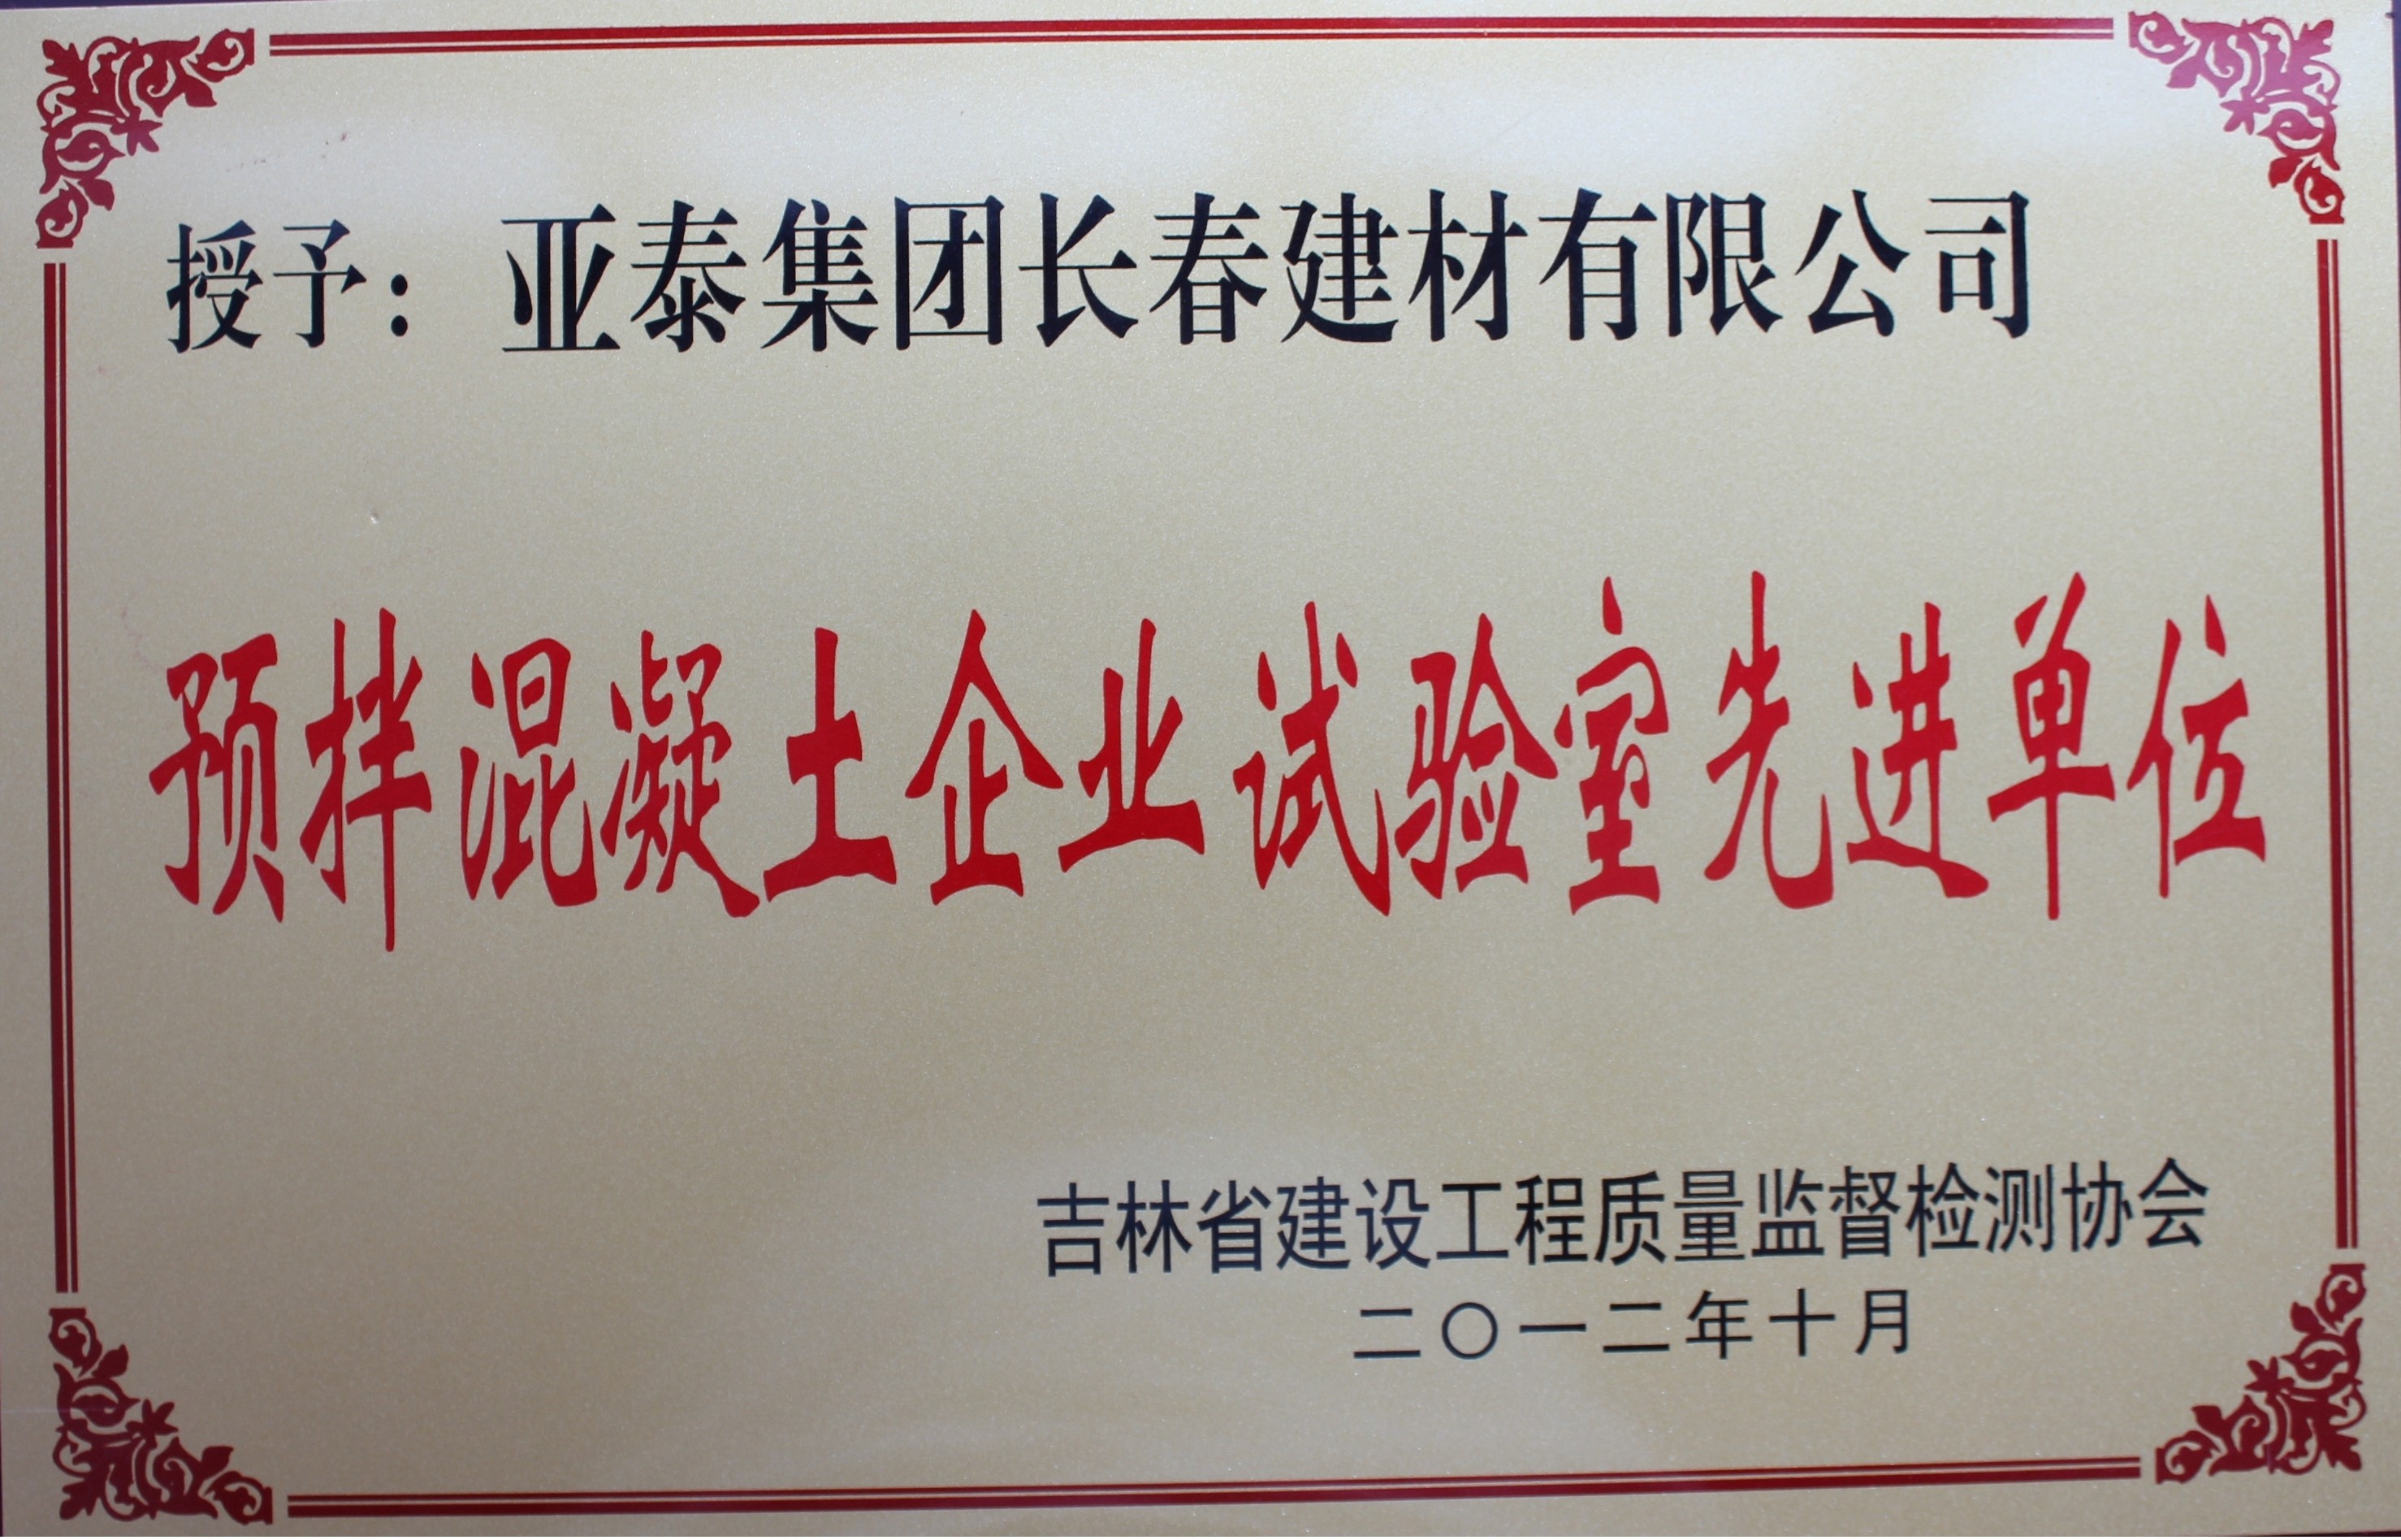 授予：亚泰集团长春建材有限公司
预拌混凝土企业试验室先进单位
吉林省建设工程质量监督检测协会
二〇一二年十月